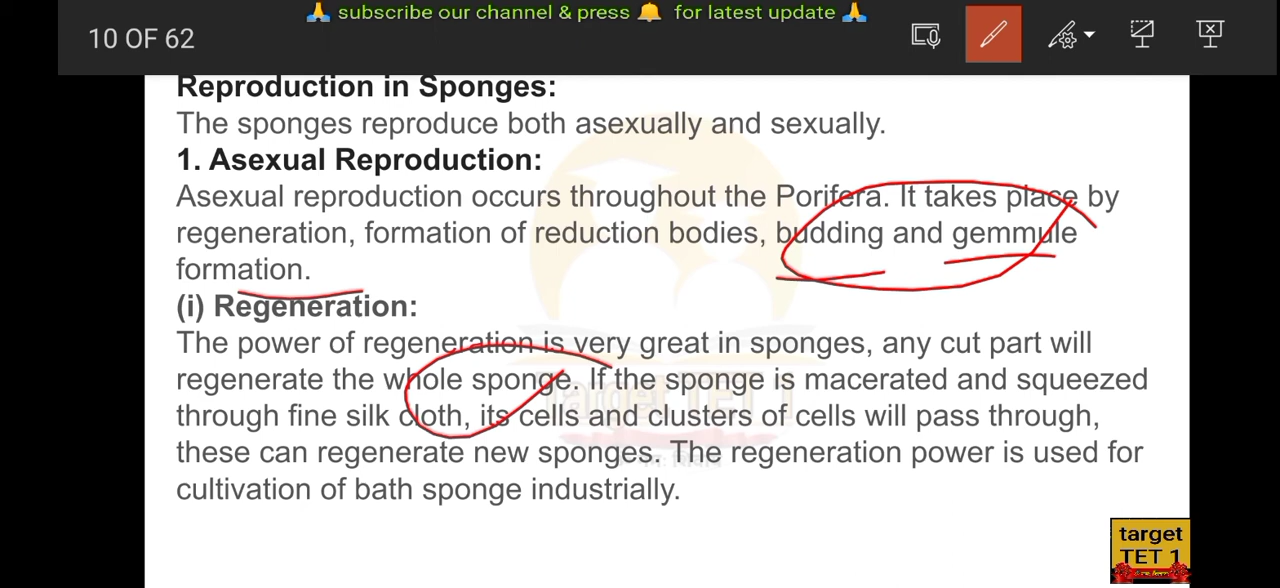 🙏 subscribe our channel & press 🔔 for latest update 🙏
10 OF 62
Reproduction in Sponges:
The sponges reproduce both asexually and sexually.
1. Asexual Reproduction:
Asexual reproduction occurs throughout the Porifera. It takes place by
regeneration, formation of reduction bodies, budding and gemmule
formation.
(i) Regeneration:
The power of regeneration is very great in sponges, any cut part will
regenerate the whole sponge. If the sponge is macerated and squeezed
through fine silk cloth, its cells and clusters of cells will pass through,
these can regenerate new sponges. The regeneration power is used for
cultivation of bath sponge industrially.
Target TET 1
target
TET 1